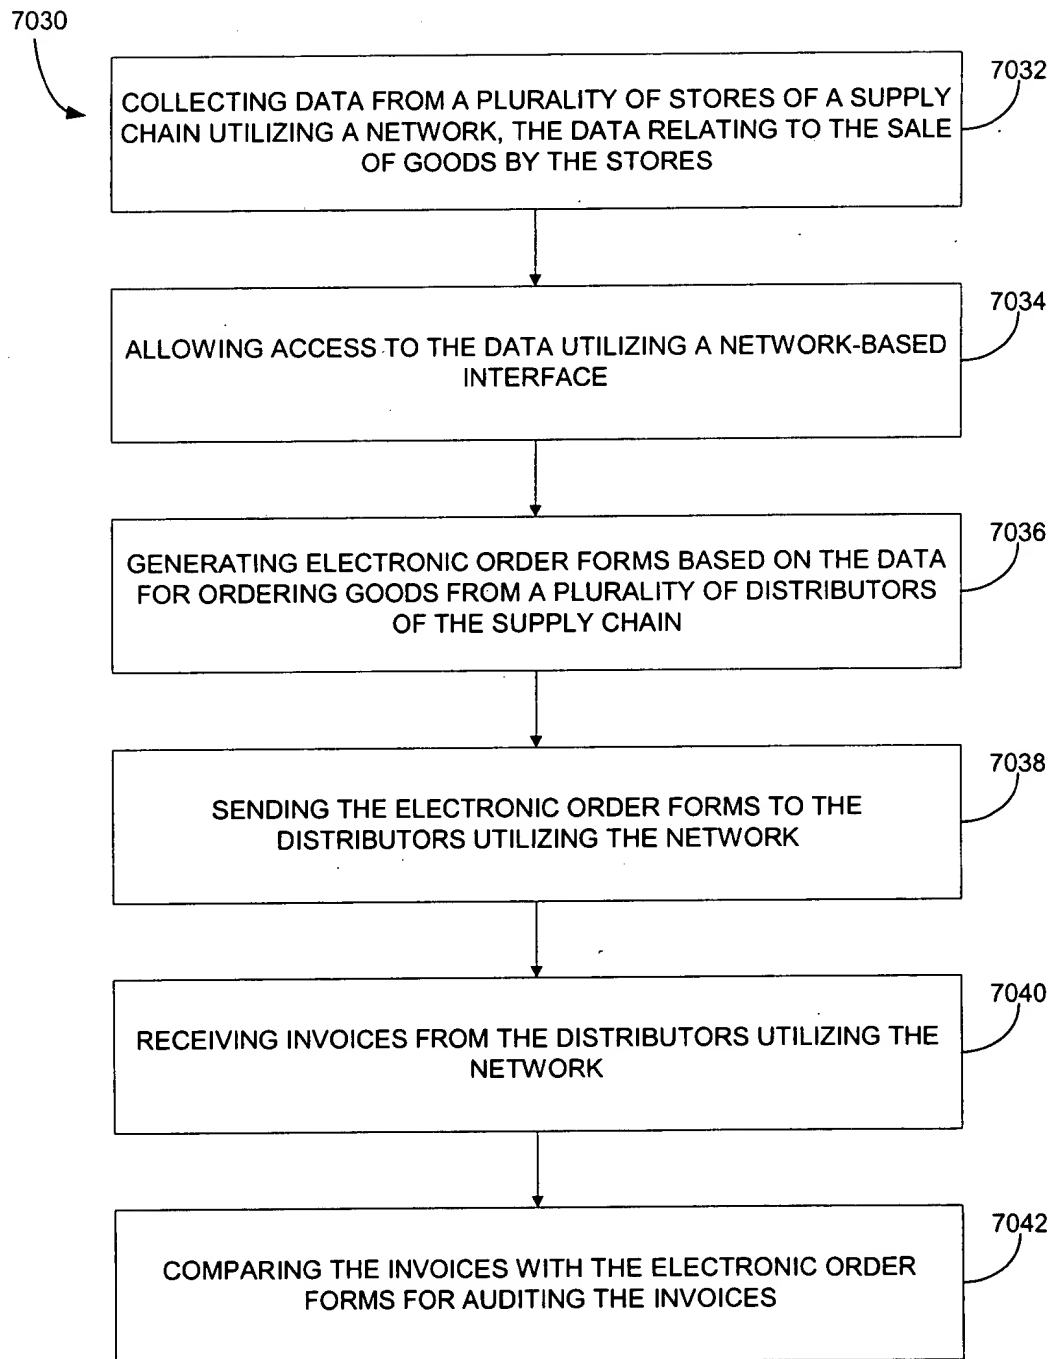 7030
7032
COLLECTING DATA FROM A PLURALITY OF STORES OF A SUPPLY
CHAIN UTILIZING A NETWORK, THE DATA RELATING TO THE SALE
OF GOODS BY THE STORES
7034
ALLOWING ACCESS TO THE DATA UTILIZING A NETWORK-BASED
INTERFACE
7036
GENERATING ELECTRONIC ORDER FORMS BASED ON THE DATA
FOR ORDERING GOODS FROM A PLURALITY OF DISTRIBUTORS
OF THE SUPPLY CHAIN
7038
SENDING THE ELECTRONIC ORDER FORMS TO THE
DISTRIBUTORS UTILIZING THE NETWORK
7040
RECEIVING INVOICES FROM THE DISTRIBUTORS UTILIZING THE
NETWORK
7042
COMPARING THE INVOICES WITH THE ELECTRONIC ORDER
FORMS FOR AUDITING THE INVOICES